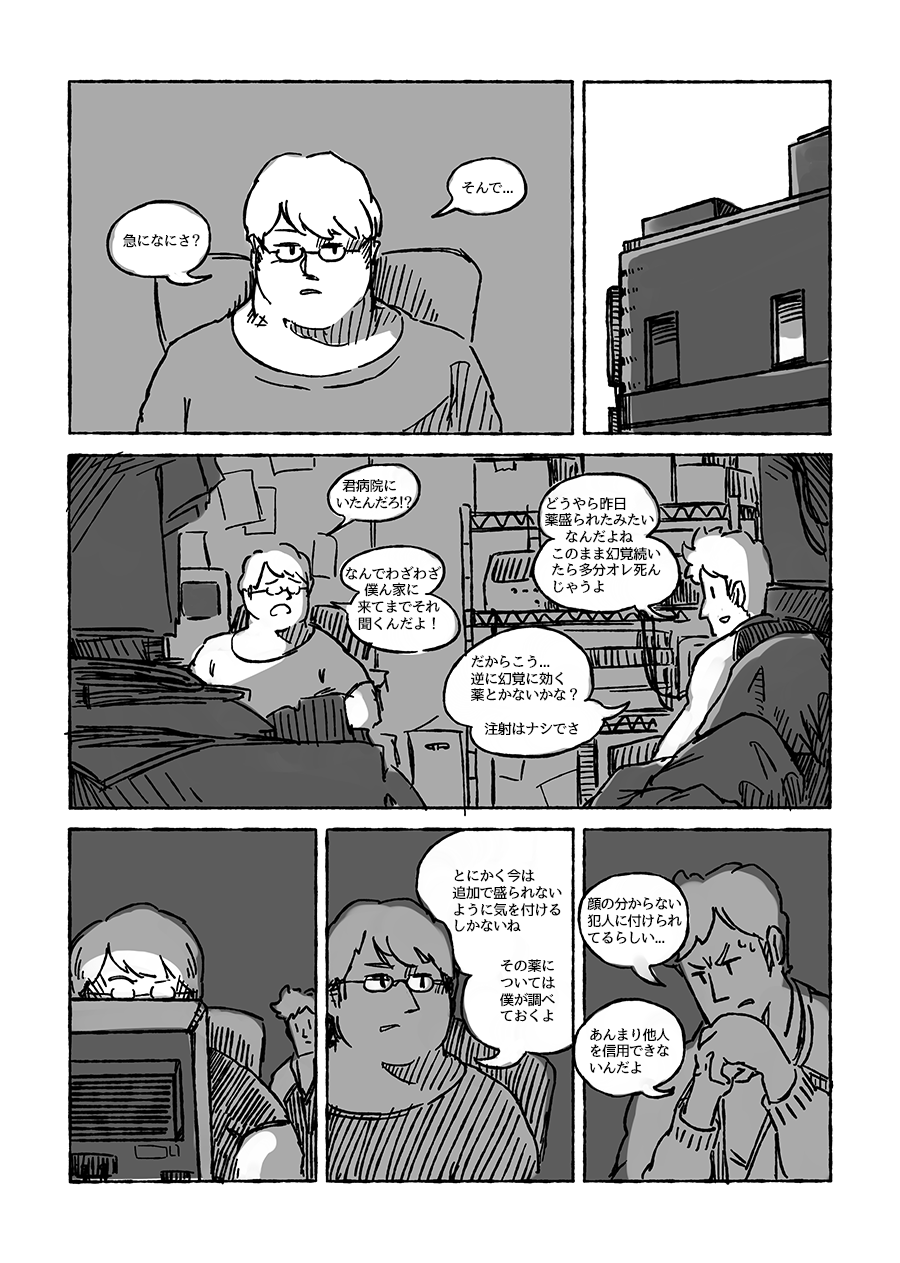 そんで…
急になにさ?
どうやら昨日
薬盛られたみたい
なんだよね
このまま幻覚続い
たら多分オレ死ん
じゃうよ
だからこう…
逆に幻覚に効く
薬とかないかな?
注射はナシでさ
君病院に
いたんだろ!?
なんでわざわざ
僕ん家に
来てまでそれ
聞くんだよ!
顔の分からない
犯人に付けられ
てるらしい…
あんまり他人
を信用できな
いんだよ
とにかく今は
追加で盛られない
ように気を付ける
しかないね
その薬に
ついては
僕が調べ
ておくよ